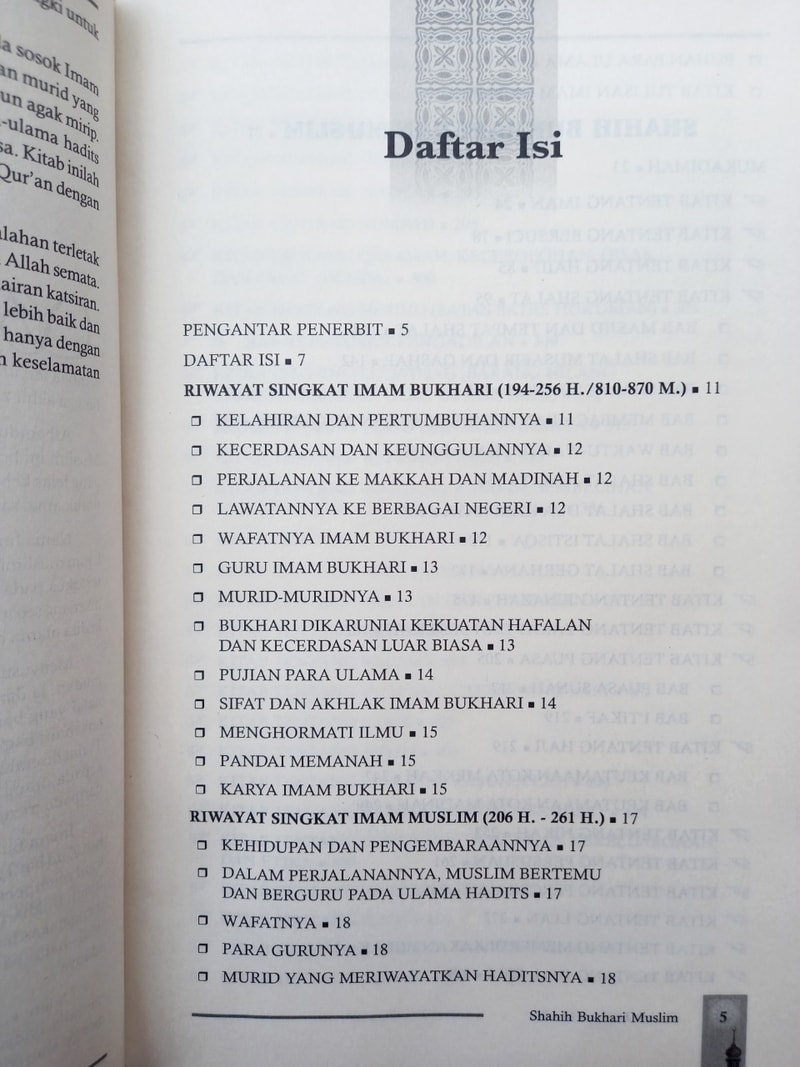 untuk
sosok Imam
murid yang
un agak mirip.
-ulama hadits
sa. Kitab inilah
Qur'an dengan
alahan terletak
Allah semata.
airan katsiran.
lebih baik dan
hanya dengan
keselamatan
Daftar Isi
PENGANTAR PENERBIT ▪ 5
DAFTAR ISI ▪ 7
RIWAYAT SINGKAT IMAM BUKHARI (194-256 H./810-870 M.) ▪ 11
❒ KELAHIRAN DAN PERTUMBUHANNYA ▪ 11
❒ KECERDASAN DAN KEUNGGULANNYA ▪ 12
❒ PERJALANAN KE MAKKAH DAN MADINAH ▪ 12
❒ LAWATANNYA KE BERBAGAI NEGERI ▪ 12
❒ WAFATNYA IMAM BUKHARI ▪ 12
❒ GURU IMAM BUKHARI ▪ 13
❒ MURID-MURIDNYA ▪ 13
❒ BUKHARI DIKARUNIAI KEKUATAN HAFALAN
DAN KECERDASAN LUAR BIASA ▪ 13
❒ PUJIAN PARA ULAMA ▪ 14
❒ SIFAT DAN AKHLAK IMAM BUKHARI ▪ 14
❒ MENGHORMATI ILMU ▪ 15
❒ PANDAI MEMANAH ▪ 15
❒ KARYA IMAM BUKHARI ▪ 15
RIWAYAT SINGKAT IMAM MUSLIM (206 H. - 261 H.) ▪ 17
❒ KEHIDUPAN DAN PENGEMBARAANNYA ▪ 17
❒ DALAM PERJALANANNYA, MUSLIM BERTEMU
DAN BERGURU PADA ULAMA HADITS ▪ 17
❒ WAFATNYA ▪ 18
❒ PARA GURUNYA ▪ 18
❒ MURID YANG MERIWAYATKAN HADITSNYA ▪ 18
Shahih Bukhari Muslim 5